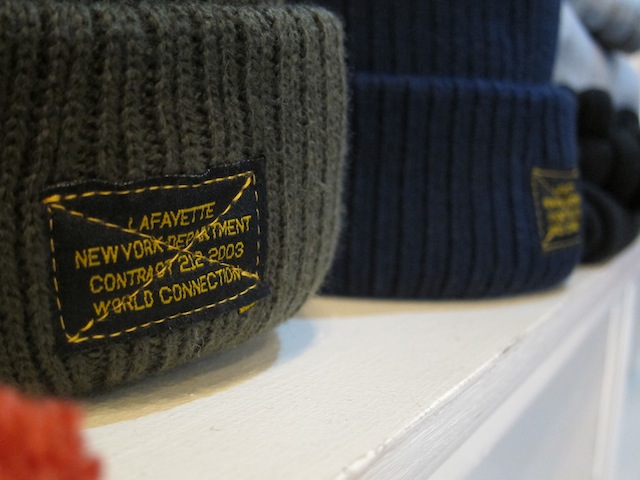 LAFAYETTE
NEW YORK DEPARTMENT
CONTRACT 212 2003
WORLD CONNECTION